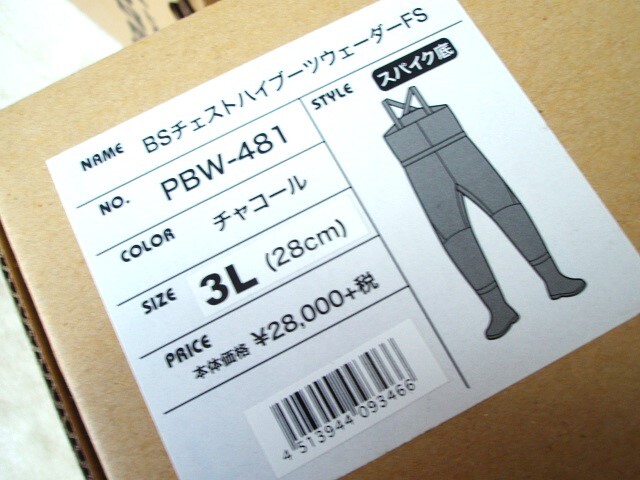 NAME BSチェストハイブーツウェーダーFS
NO. PBW-481
COLOR チャコール
SIZE 3L (28cm)
PRICE 本体価格 ¥28,000+税
4 513944 093466
STYLE スパイク底